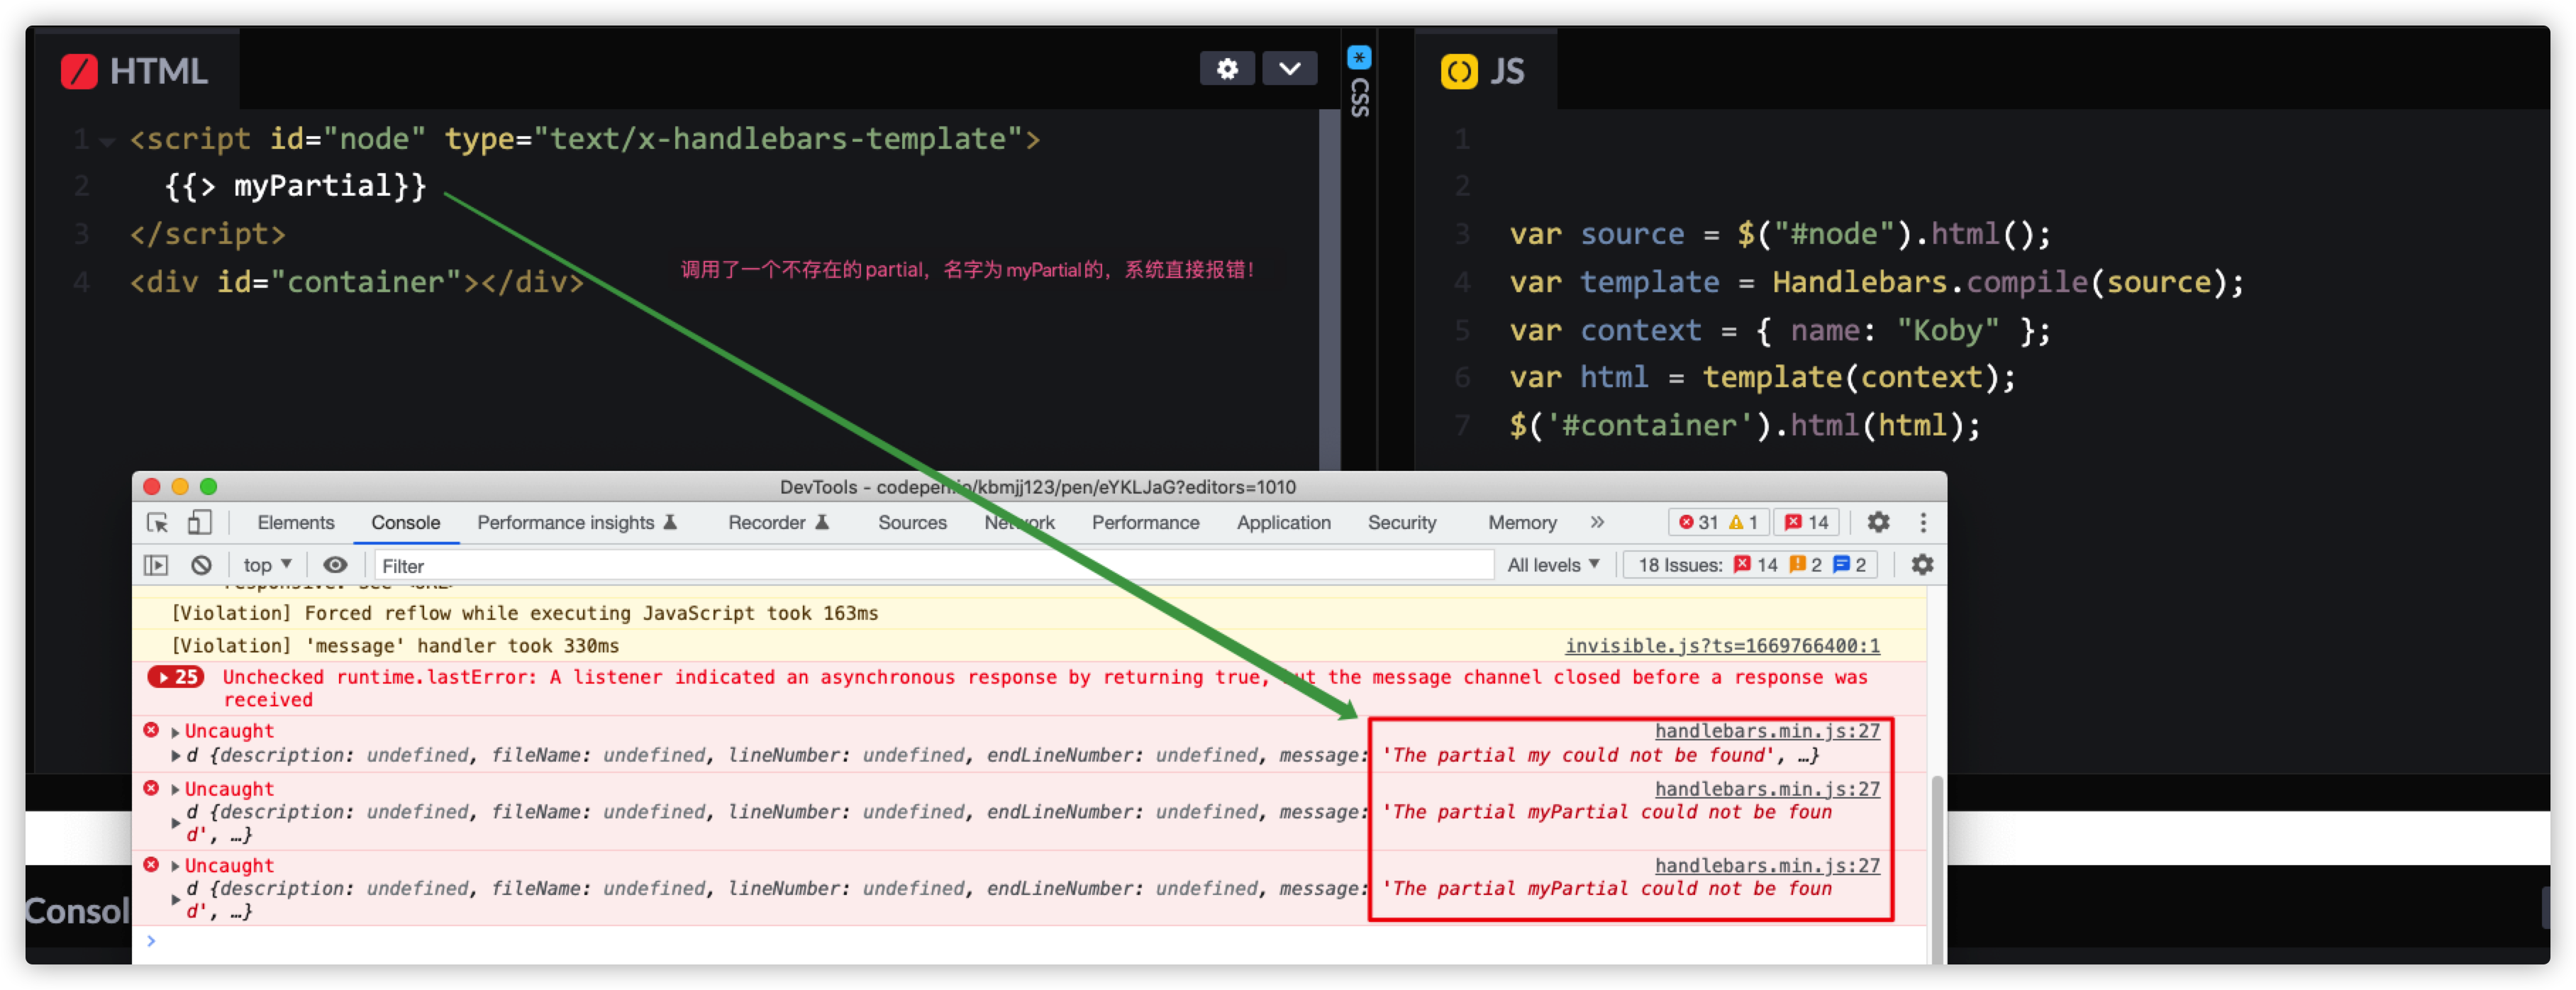 HTML
1 <script id="node" type="text/x-handlebars-template">
2 {{> myPartial}}
3 </script>
4 <div id="container"></div>
调用了一个不存在的partial，名字为myPartial的，系统直接报错！
* CSS
JS
1
2
3 var source = $("#node").html();
4 var template = Handlebars.compile(source);
5 var context = { name: "Koby" };
6 var html = template(context);
7 $('#container').html(html);
DevTools - codepen.io/kbmjj123/pen/eYKLJaG?editors=1010
Elements Console Performance insights Recorder Sources Network Performance Application Security Memory » 31 1 14
top Filter All levels 18 Issues: 14 2 2
[Violation] Forced reflow while executing JavaScript took 163ms
[Violation] 'message' handler took 330ms invisible.js?ts=1669766400:1
25 Unchecked runtime.lastError: A listener indicated an asynchronous response by returning true, but the message channel closed before a response was
received
Uncaught handlebars.min.js:27
d {description: undefined, fileName: undefined, lineNumber: undefined, endLineNumber: undefined, message: 'The partial my could not be found', …}
Uncaught handlebars.min.js:27
d {description: undefined, fileName: undefined, lineNumber: undefined, endLineNumber: undefined, message: 'The partial myPartial could not be foun
d', …}
Uncaught handlebars.min.js:27
d {description: undefined, fileName: undefined, lineNumber: undefined, endLineNumber: undefined, message: 'The partial myPartial could not be foun
d', …}
>
Consol